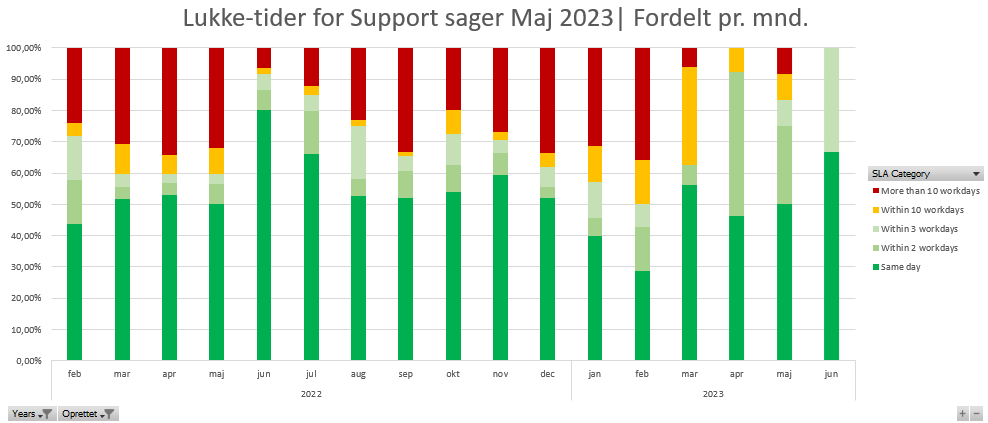 Lukke-tider for Support sager Maj 2023| Fordelt pr. mnd.
100,00%
90,00%
80,00%
70,00%
60,00%
50,00%
40,00%
30,00%
20,00%
10,00%
0,00%
feb mar apr maj jun jul aug sep okt nov dec jan feb mar apr maj jun
2022 2023
SLA Category
More than 10 workdays
Within 10 workdays
Within 3 workdays
Within 2 workdays
Same day
Years Oprettet
+ −